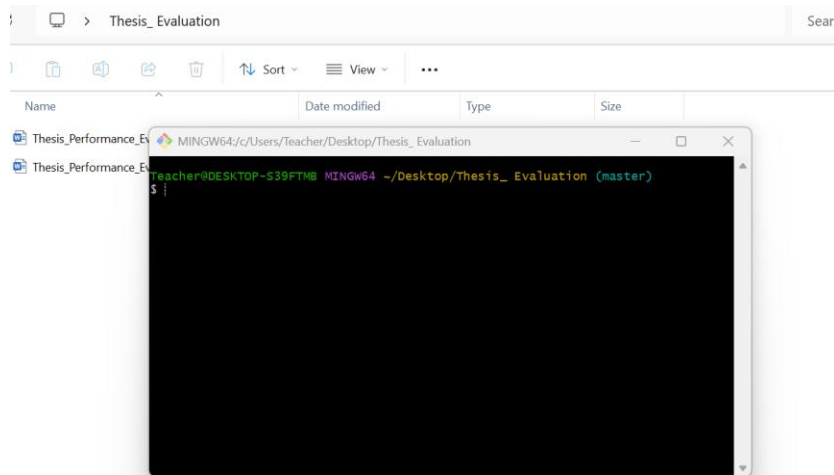 Thesis_ Evaluation
Sear
Sort
View
Name
Date modified
Type
Size
Thesis_Performance_Ev
Thesis_Performance_Ev
MINGW64:/c/Users/Teacher/Desktop/Thesis_ Evaluation
Teacher@DESKTOP-S39FTMB MINGW64 ~/Desktop/Thesis_ Evaluation (master)
$